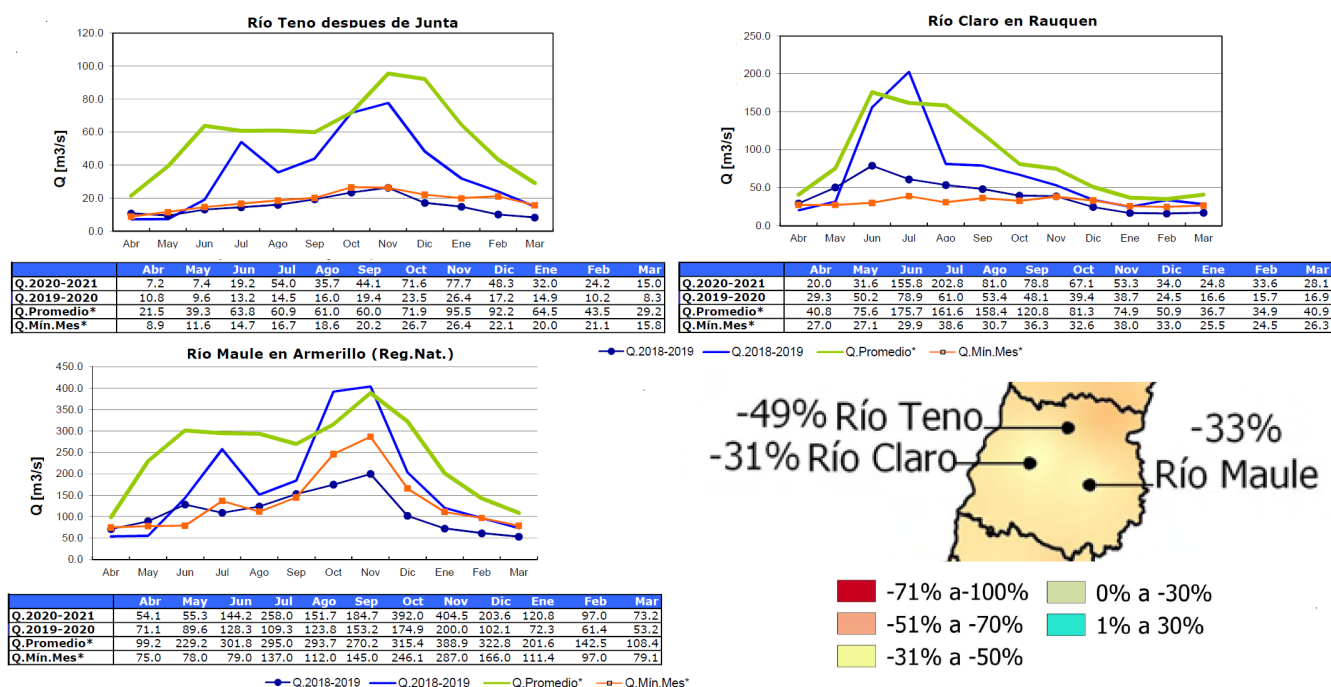 Río Teno despues de Junta
Q [m3/s]
120.0
100.0
80.0
60.0
40.0
20.0
0.0
Abr May Jun Jul Ago Sep Oct Nov Dic Ene Feb Mar
Abr May Jun Jul Ago Sep Oct Nov Dic Ene Feb Mar
Q.2020-2021 7.2 7.4 19.2 54.0 35.7 44.1 71.6 77.7 48.3 32.0 24.2 15.0
Q.2019-2020 10.8 9.6 13.2 14.5 16.0 19.4 23.5 26.4 17.2 14.9 10.2 8.3
Q.Promedio* 21.5 39.3 63.8 60.9 61.0 60.0 71.9 95.5 92.2 64.5 43.5 29.2
Q.Mín.Mes* 8.9 11.6 14.7 16.7 18.6 20.2 26.7 26.4 22.1 20.0 21.1 15.8
Río Claro en Rauquen
Q [m3/s]
250.0
200.0
150.0
100.0
50.0
0.0
Abr May Jun Jul Ago Sep Oct Nov Dic Ene Feb Mar
Abr May Jun Jul Ago Sep Oct Nov Dic Ene Feb Mar
Q.2020-2021 20.0 31.6 155.8 202.8 81.0 78.8 67.1 53.3 34.0 24.8 33.6 28.1
Q.2019-2020 29.3 50.2 78.9 61.0 53.4 48.1 39.4 38.7 24.5 16.6 15.7 16.9
Q.Promedio* 40.8 75.6 175.7 161.6 158.4 120.8 81.3 74.9 50.9 36.7 34.9 40.9
Q.Mín.Mes* 27.0 27.1 29.9 38.6 30.7 36.3 32.6 38.0 33.0 25.5 24.5 26.3
Q.2018-2019 Q.2018-2019 Q.Promedio* Q.Mín.Mes*
Río Maule en Armerillo (Reg.Nat.)
Q [m3/s]
450.0
400.0
350.0
300.0
250.0
200.0
150.0
100.0
50.0
0.0
Abr May Jun Jul Ago Sep Oct Nov Dic Ene Feb Mar
Abr May Jun Jul Ago Sep Oct Nov Dic Ene Feb Mar
Q.2020-2021 54.1 55.3 144.2 258.0 151.7 184.7 392.0 404.5 203.6 120.8 97.0 73.2
Q.2019-2020 71.1 89.6 128.3 109.3 123.8 153.2 174.9 200.0 102.1 72.3 61.4 53.2
Q.Promedio* 99.2 229.2 301.8 295.0 293.7 270.2 315.4 388.9 322.8 201.6 142.5 108.4
Q.Mín.Mes* 75.0 78.0 79.0 137.0 112.0 145.0 246.1 287.0 166.0 111.4 97.0 79.1
Q.2018-2019 Q.2018-2019 Q.Promedio* Q.Mín.Mes*
-49% Río Teno
-31% Río Claro
-33%
Río Maule
-71% a -100%
-51% a -70%
-31% a -50%
0% a -30%
1% a 30%